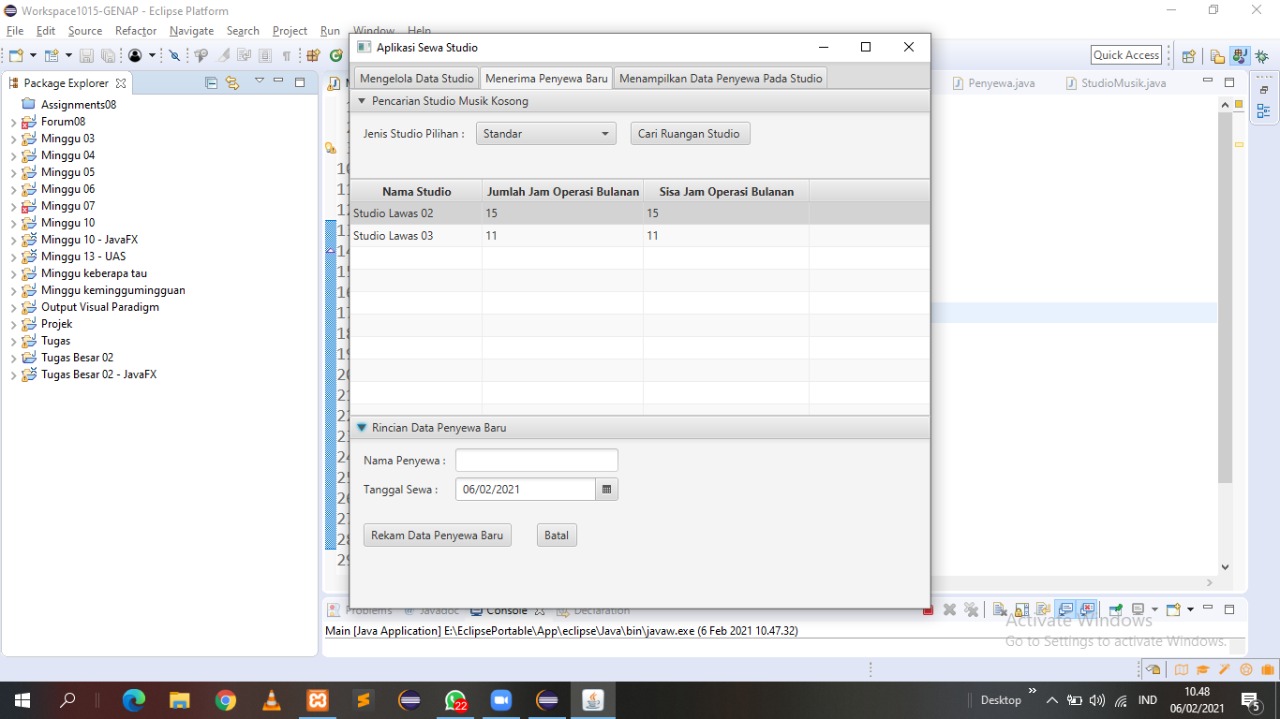 Workspace1015-GENAP - Eclipse Platform
File Edit Source Refactor Navigate Search Project Run Window Help
Quick Access
Package Explorer
Assignments08
Forum08
Minggu 03
Minggu 04
Minggu 05
Minggu 06
Minggu 07
Minggu 10
Minggu 10 - JavaFX
Minggu 13 - UAS
Minggu keberapa tau
Minggu keminggumingguan
Output Visual Paradigm
Projek
Tugas
Tugas Besar 02
Tugas Besar 02 - JavaFX
Penyewa.java StudioMusik.java
Aplikasi Sewa Studio
Mengelola Data Studio Menerima Penyewa Baru Menampilkan Data Penyewa Pada Studio
Pencarian Studio Musik Kosong
Jenis Studio Pilihan : Standar Cari Ruangan Studio
Nama Studio Jumlah Jam Operasi Bulanan Sisa Jam Operasi Bulanan
Studio Lawas 02 15 15
Studio Lawas 03 11 11
Rincian Data Penyewa Baru
Nama Penyewa :
Tanggal Sewa : 06/02/2021
Rekam Data Penyewa Baru Batal
Problems Javadoc Console Declaration
Main [Java Application] E:\EclipsePortable\App\eclipse\Java\bin\javaw.exe (6 Feb 2021 10.47.32)
Activate Windows
Go to Settings to activate Windows.
22
Desktop IND 10.48
06/02/2021 5